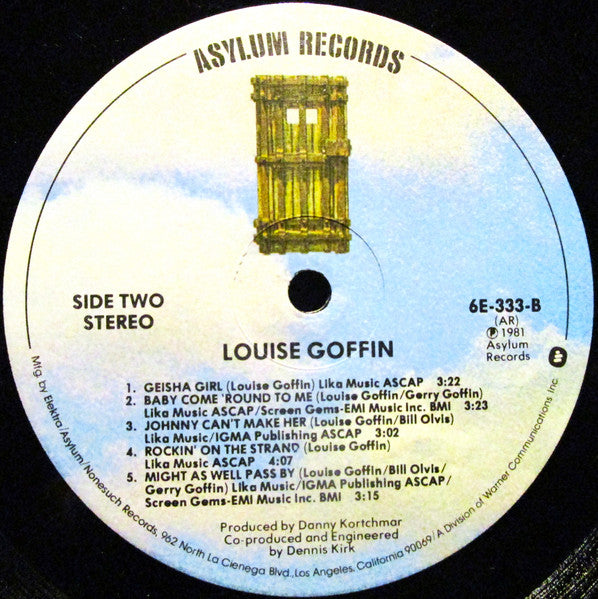 ASYLUM RECORDS
SIDE TWO
STEREO
6E-333-B
(AR)
Ⓟ 1981
Asylum
Records
LOUISE GOFFIN
1. GEISHA GIRL (Louise Goffin) Lika Music ASCAP 3:22
2. BABY COME 'ROUND TO ME (Louise Goffin/Gerry Goffin)
Lika Music ASCAP/Screen Gems-EMI Music Inc. BMI 3:23
3. JOHNNY CAN'T MAKE HER (Louise Goffin/Bill Olvis)
Lika Music/IGMA Publishing ASCAP 3:02
4. ROCKIN' ON THE STRAND (Louise Goffin)
Lika Music ASCAP 4:07
5. MIGHT AS WELL PASS BY (Louise Goffin/Bill Olvis/
Gerry Goffin) Lika Music/IGMA Publishing ASCAP/
Screen Gems-EMI Music Inc. BMI 3:15
Produced by Danny Kortchmar
Co-produced and Engineered
by Dennis Kirk
Mfg. by Elektra/Asylum/Nonesuch Records, 962 North La Cienega Blvd., Los Angeles, California 90069/A Division of Warner Communications Inc.